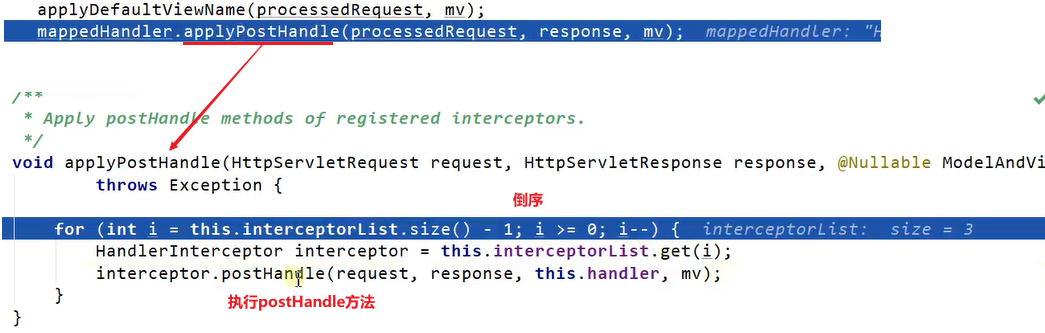 applyDefaultViewName(processedRequest, mv);
mappedHandler.applyPostHandle(processedRequest, response, mv);  mappedHandler: "H
/**
 * Apply postHandle methods of registered interceptors.
 */
void applyPostHandle(HttpServletRequest request, HttpServletResponse response, @Nullable ModelAndVi
        throws Exception {
倒序
    for (int i = this.interceptorList.size() - 1; i >= 0; i--) {  interceptorList:  size = 3
        HandlerInterceptor interceptor = this.interceptorList.get(i);
        interceptor.postHandle(request, response, this.handler, mv);
    }
执行postHandle方法
}